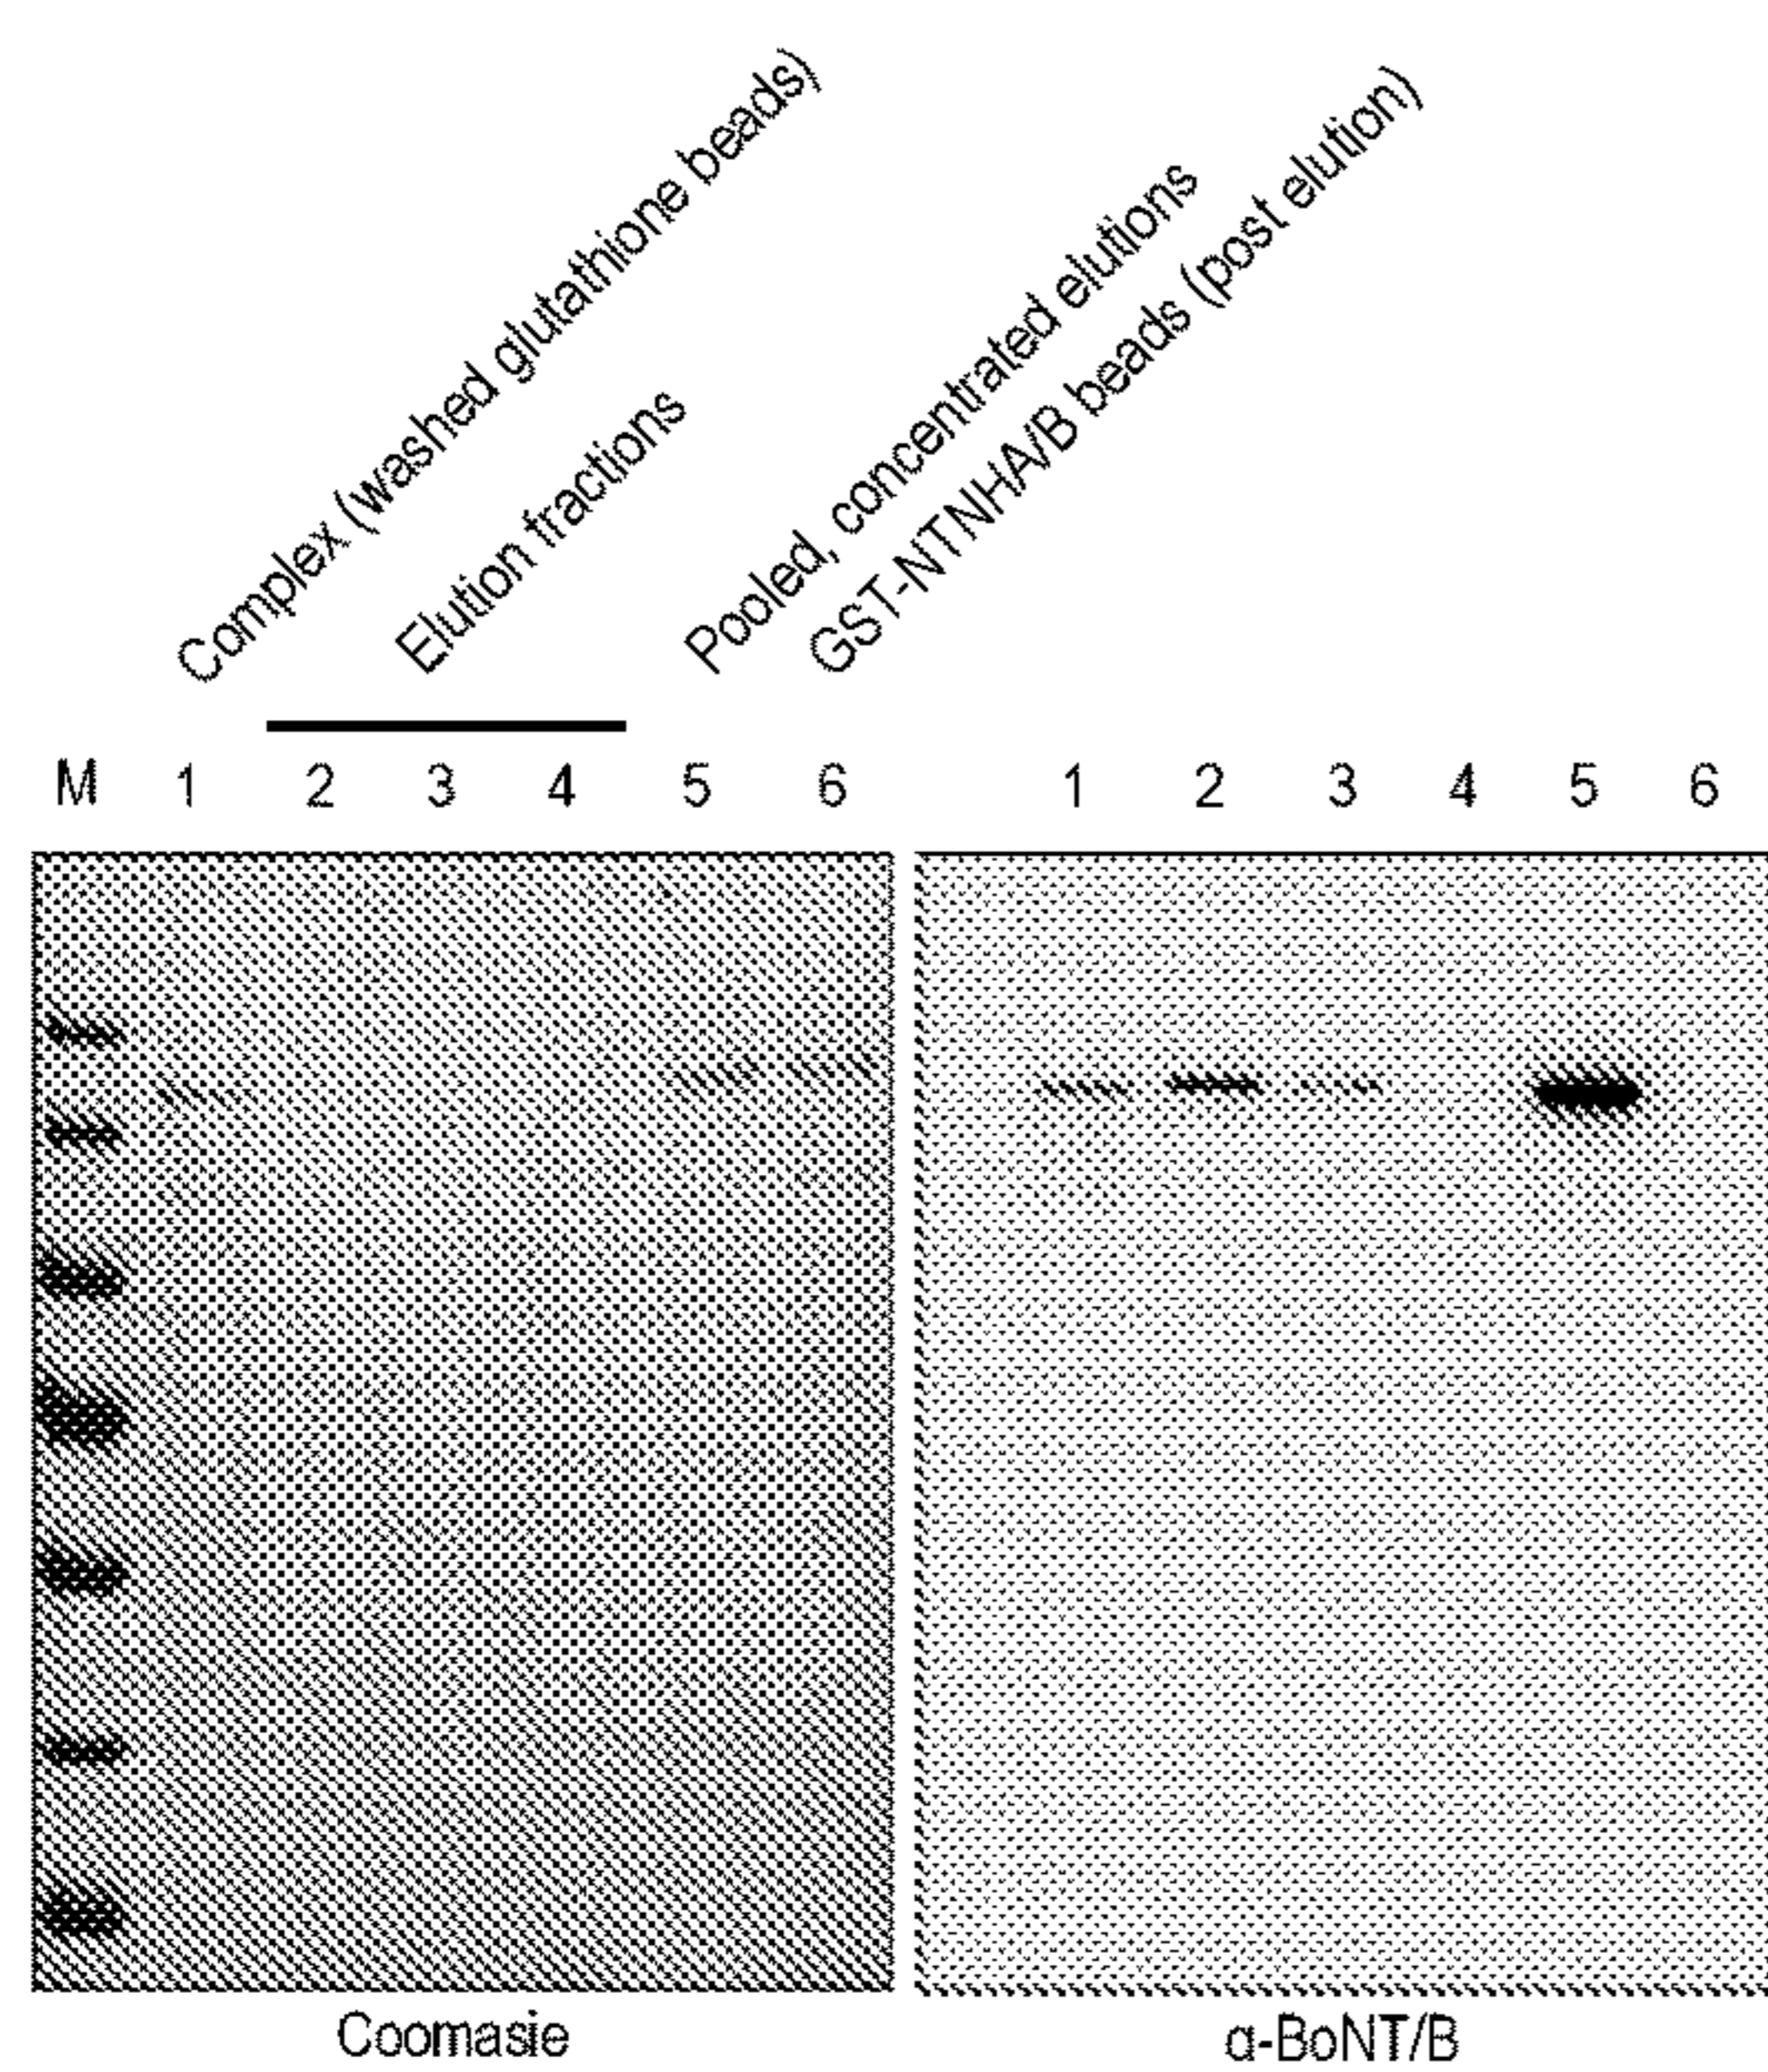 Complex (washed glutathione beads)
Elution fractions
Pooled, concentrated elutions
GST-NTNHA/B beads (post elution)
M 1 2 3 4 5 6 1 2 3 4 5 6
Coomasie α-BoNT/B